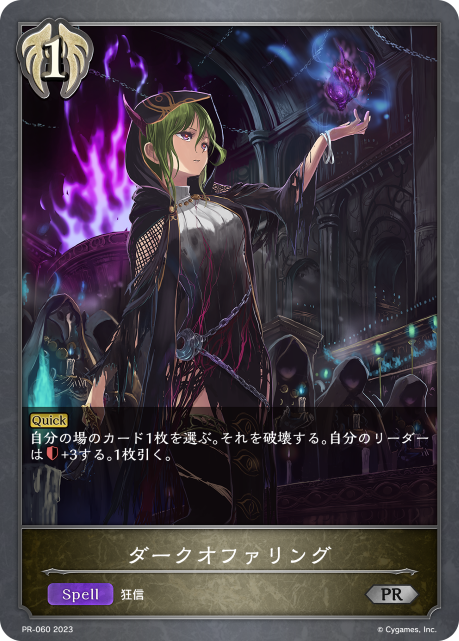 1
Quick
自分の場のカード1枚を選ぶ。それを破壊する。自分のリーダー
は+3する。1枚引く。
ダークオファリング
Spell 狂信
PR
PR-060 2023
© Cygames, Inc.